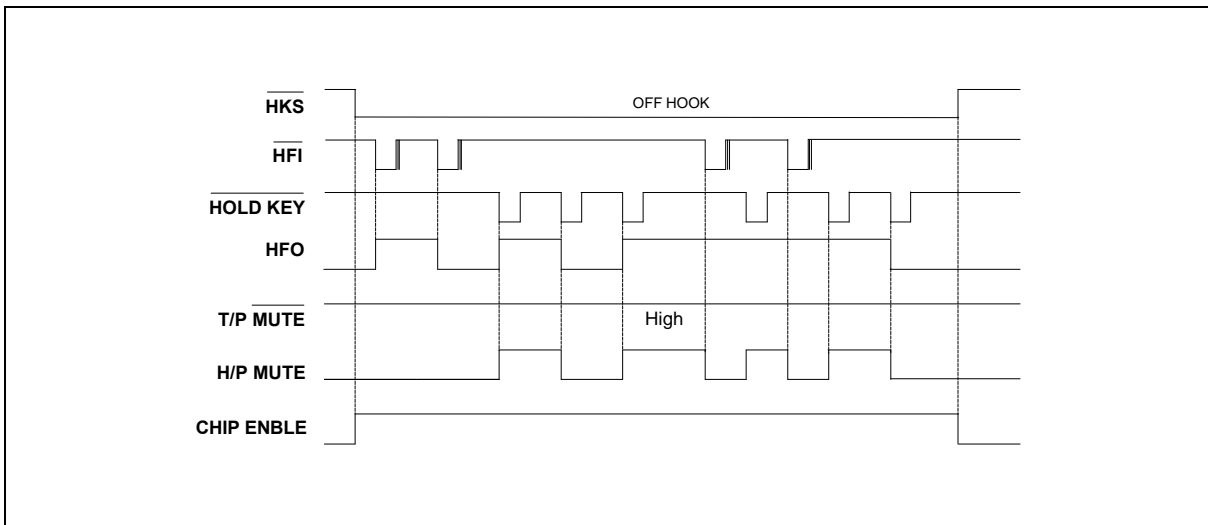 HKS
OFF HOOK
HFI
HOLD KEY
HFO
T/P MUTE
High
H/P MUTE
CHIP ENBLE